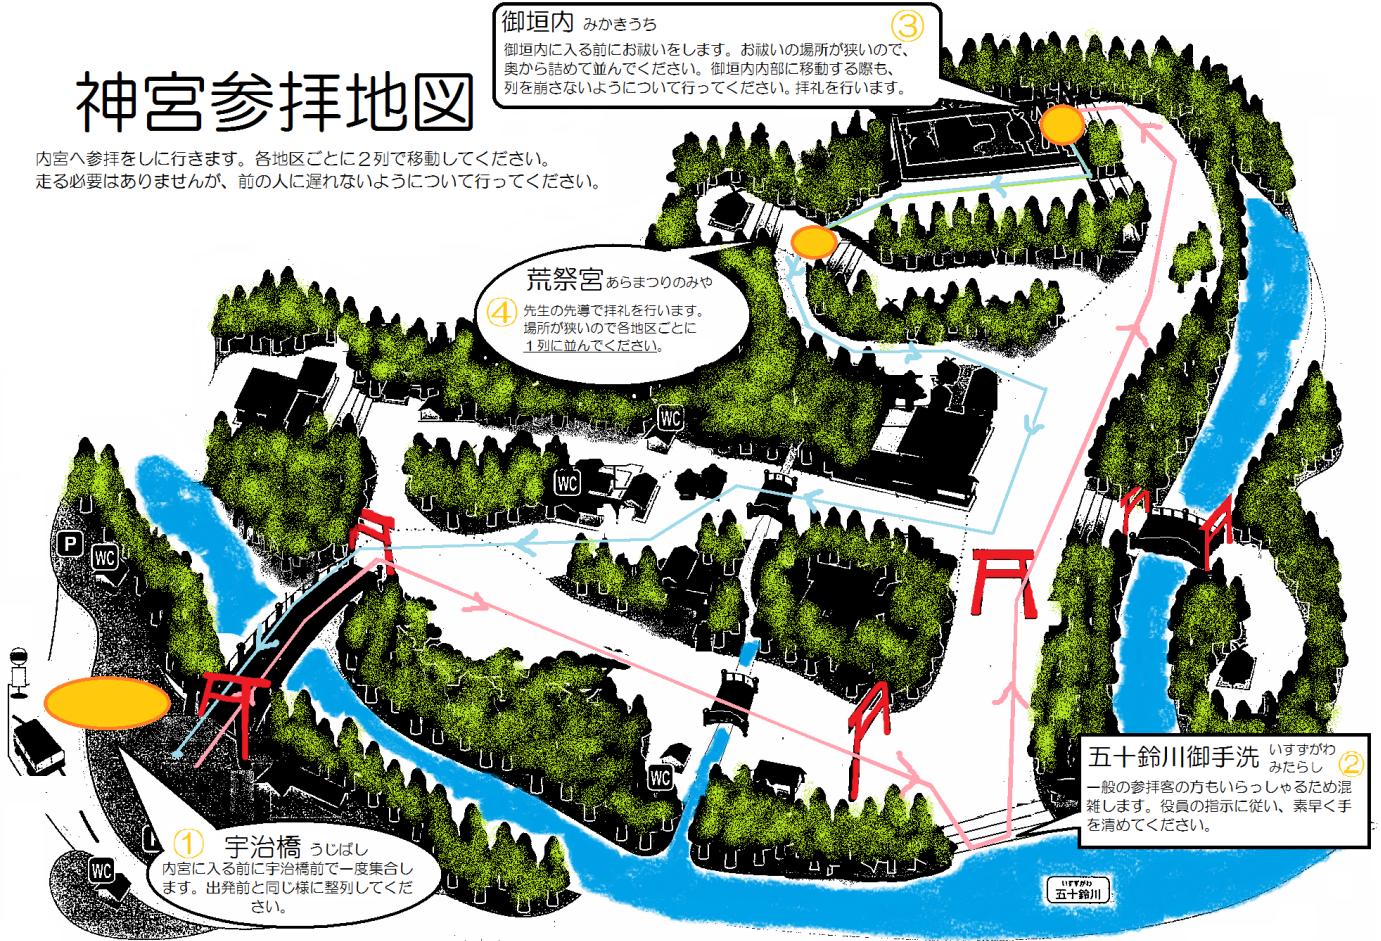 神宮参拝地図
内宮へ参拝をしに行きます。各地区ごとに２列で移動してください。
走る必要はありませんが、前の人に遅れないようについて行ってください。
御垣内 みかきうち ③
御垣内に入る前にお祓いをします。お祓いの場所が狭いので、
奥から詰めて並んでください。御垣内内部に移動する際も、
列を崩さないようについて行ってください。拝礼を行います。
荒祭宮 あらまつりのみや
④ 先生の先導で拝礼を行います。
場所が狭いので各地区ごとに
１列に並んでください。
WC
WC
P
WC
WC
WC
五十鈴川御手洗 いすずがわ
みたらし ②
一般の参拝客の方もいらっしゃるため混
雑します。役員の指示に従い、素早く手
を清めてください。
① 宇治橋 うじばし
内宮に入る前に宇治橋前で一度集合し
ます。出発前と同じ様に整列してくだ
さい。
いすずがわ
五十鈴川